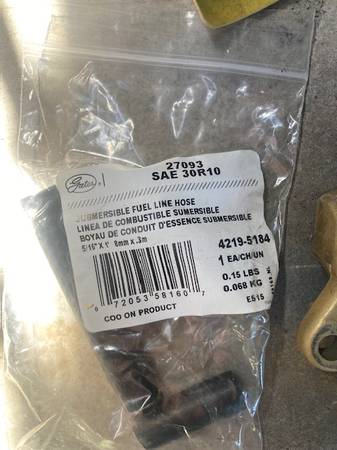 Gates
27093
SAE 30R10
SUBMERSIBLE FUEL LINE HOSE
LINEA DE COMBUSTIBLE SUMERSIBLE
BOYAU DE CONDUIT D'ESSENCE SUBMERSIBLE
5/16" X 1' 8mm x .3m
4219-5184
1 EA/CH/UN
0.15 LBS
0.068 KG
E515
0 72053 58160 7
COO ON PRODUCT